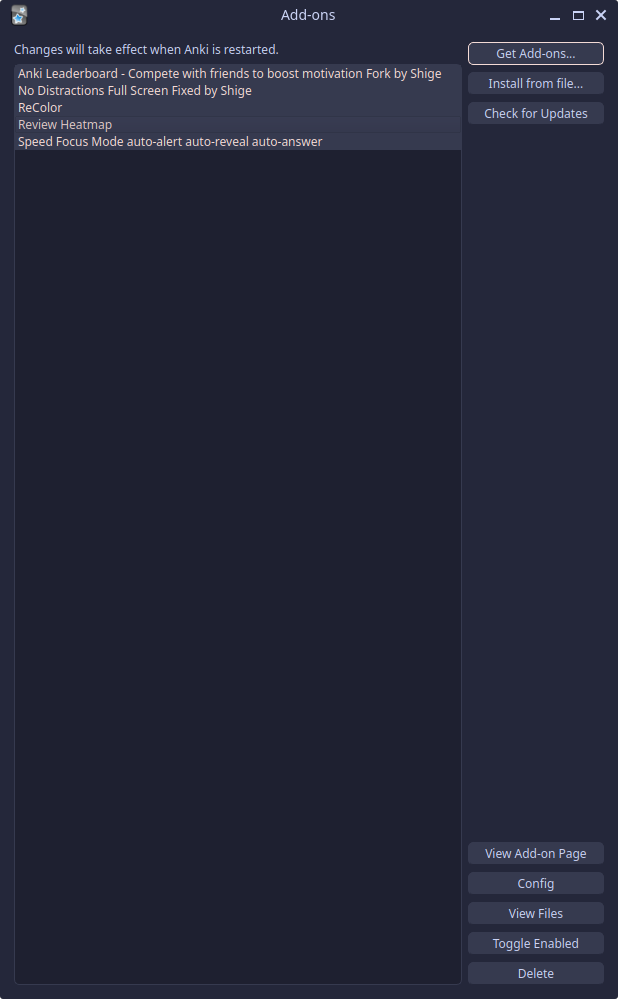 Add-ons
Changes will take effect when Anki is restarted.
Anki Leaderboard - Compete with friends to boost motivation Fork by Shige
No Distractions Full Screen Fixed by Shige
ReColor
Review Heatmap
Speed Focus Mode auto-alert auto-reveal auto-answer
Get Add-ons...
Install from file...
Check for Updates
View Add-on Page
Config
View Files
Toggle Enabled
Delete